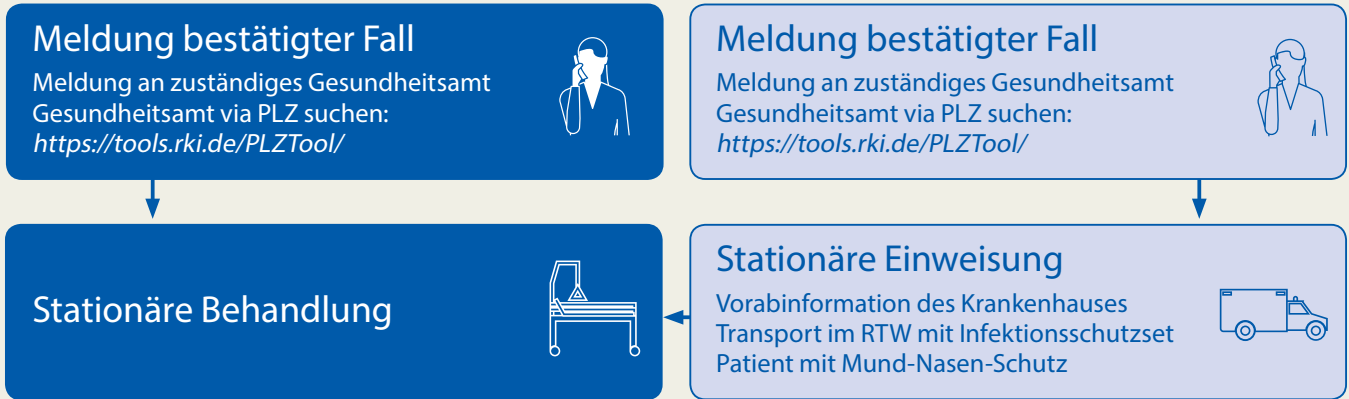 Meldung bestätigter Fall
Meldung an zuständiges Gesundheitsamt
Gesundheitsamt via PLZ suchen:
https://tools.rki.de/PLZTool/
Meldung bestätigter Fall
Meldung an zuständiges Gesundheitsamt
Gesundheitsamt via PLZ suchen:
https://tools.rki.de/PLZTool/
Stationäre Behandlung
Stationäre Einweisung
Vorabinformation des Krankenhauses
Transport im RTW mit Infektionsschutzset
Patient mit Mund-Nasen-Schutz